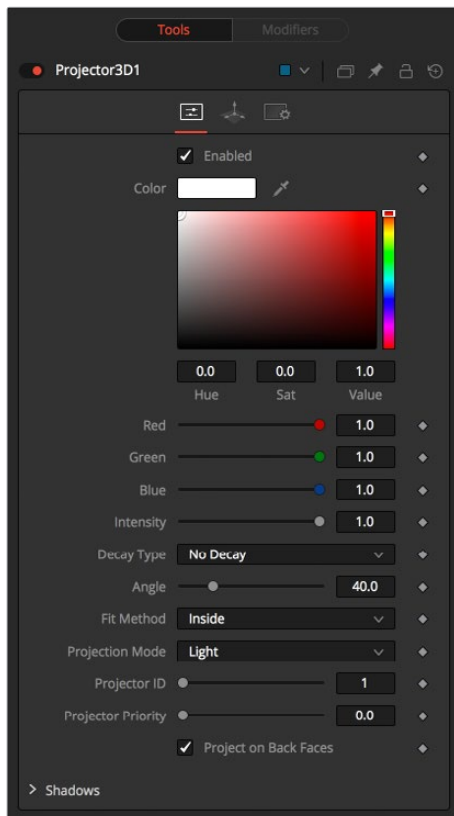 Tools Modifiers
Projector3D1
Enabled
Color
0.0 0.0 1.0
Hue Sat Value
Red 1.0
Green 1.0
Blue 1.0
Intensity 1.0
Decay Type No Decay
Angle 40.0
Fit Method Inside
Projection Mode Light
Projector ID 1
Projector Priority 0.0
Project on Back Faces
> Shadows